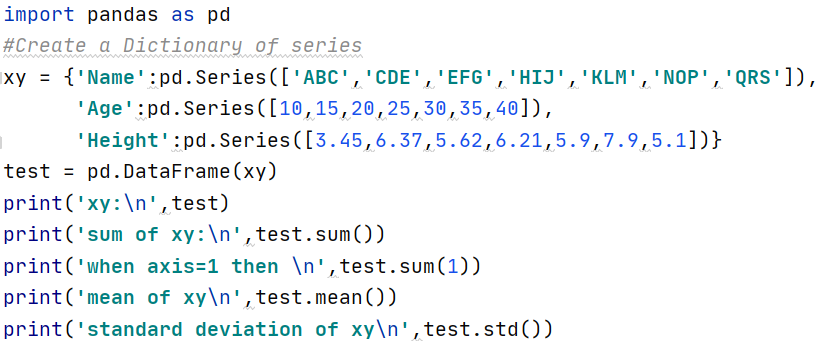 import pandas as pd
#Create a Dictionary of series
xy = {'Name':pd.Series(['ABC','CDE','EFG','HIJ','KLM','NOP','QRS']),
      'Age':pd.Series([10,15,20,25,30,35,40]),
      'Height':pd.Series([3.45,6.37,5.62,6.21,5.9,7.9,5.1])}
test = pd.DataFrame(xy)
print('xy:\n',test)
print('sum of xy:\n',test.sum())
print('when axis=1 then \n',test.sum(1))
print('mean of xy\n',test.mean())
print('standard deviation of xy\n',test.std())